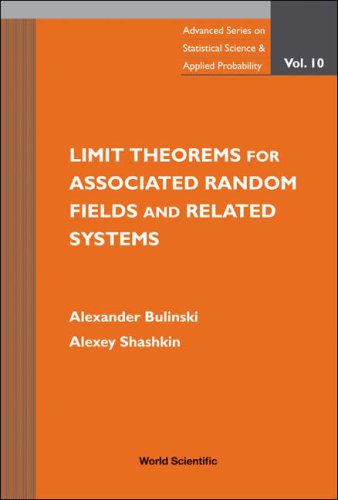 Advanced Series on
Statistical Science &
Applied Probability
Vol. 10
LIMIT THEOREMS FOR
ASSOCIATED RANDOM
FIELDS AND RELATED
SYSTEMS
Alexander Bulinski
Alexey Shashkin
World Scientific